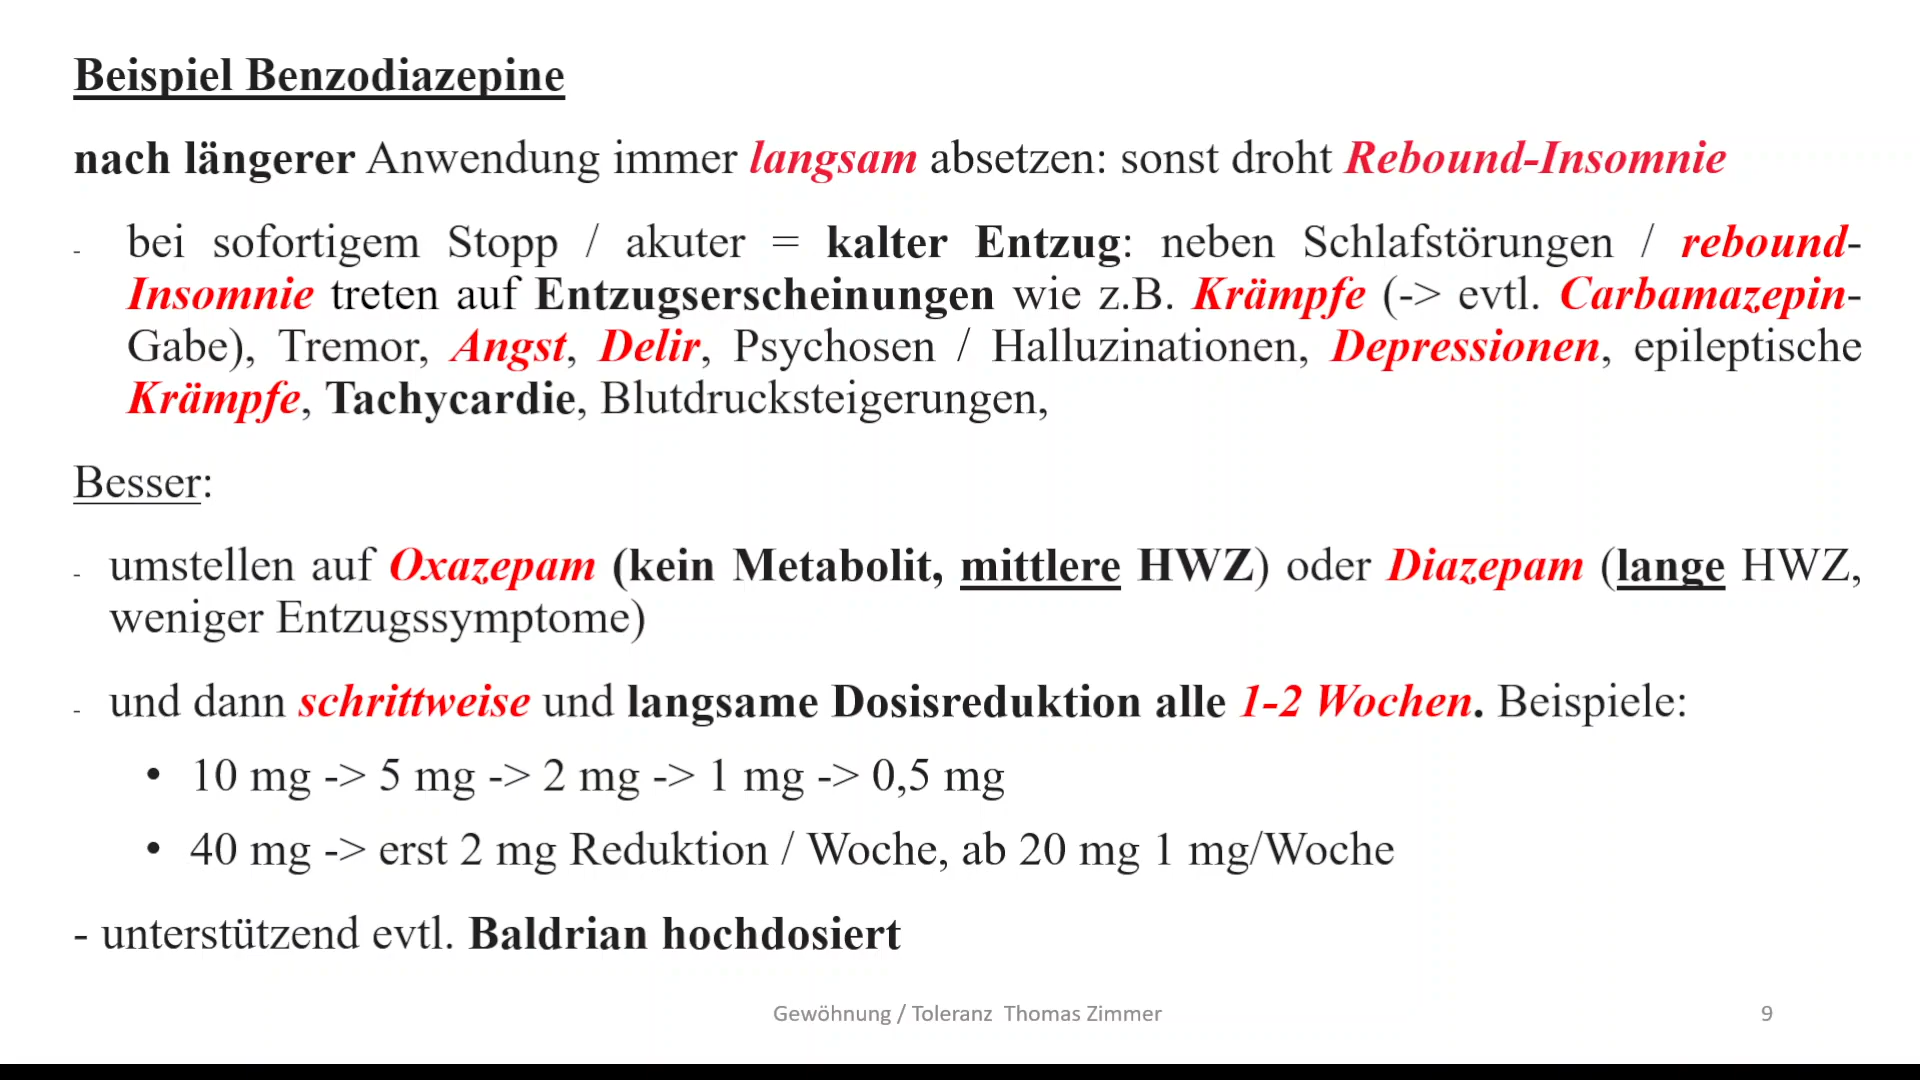 Beispiel Benzodiazepine
nach längerer Anwendung immer langsam absetzen: sonst droht Rebound-Insomnie
- bei sofortigem Stopp / akuter = kalter Entzug: neben Schlafstörungen / rebound-
Insomnie treten auf Entzugserscheinungen wie z.B. Krämpfe (-> evtl. Carbamazepin-
Gabe), Tremor, Angst, Delir, Psychosen / Halluzinationen, Depressionen, epileptische
Krämpfe, Tachycardie, Blutdrucksteigerungen,
Besser:
- umstellen auf Oxazepam (kein Metabolit, mittlere HWZ) oder Diazepam (lange HWZ,
weniger Entzugssymptome)
- und dann schrittweise und langsame Dosisreduktion alle 1-2 Wochen. Beispiele:
• 10 mg -> 5 mg -> 2 mg -> 1 mg -> 0,5 mg
• 40 mg -> erst 2 mg Reduktion / Woche, ab 20 mg 1 mg/Woche
- unterstützend evtl. Baldrian hochdosiert
Gewöhnung / Toleranz Thomas Zimmer
9